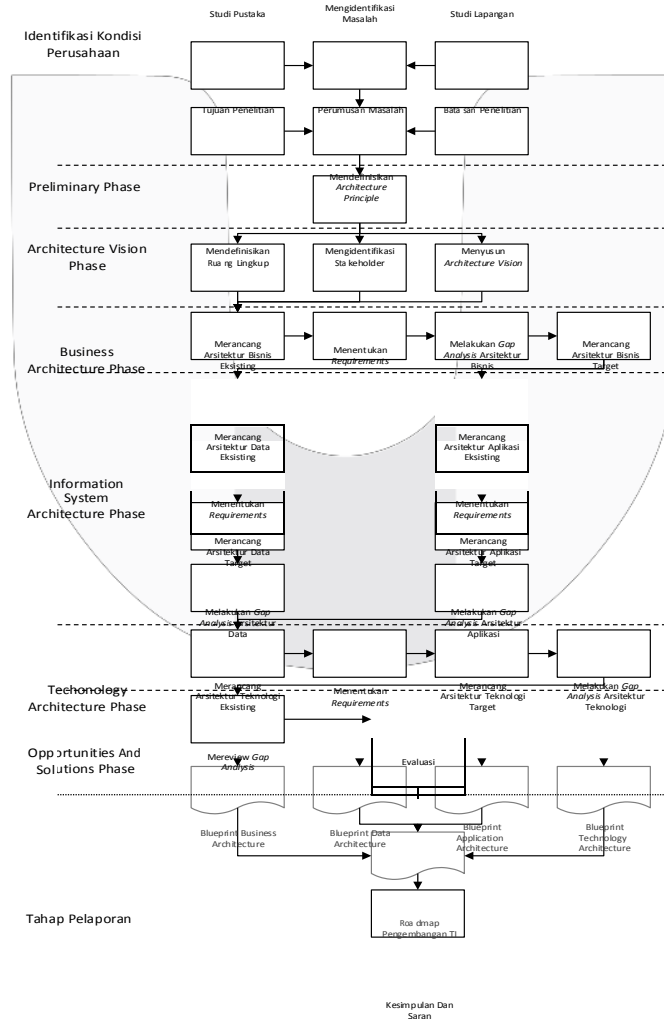 Studi Pustaka
Mengidentifikasi
Masalah
Studi Lapangan
Identifikasi Kondisi
Perusahaan
Tujuan Penelitian
Perumusan Masalah
Batasan Penelitian
Preliminary Phase
Mendefinisikan
Architecture
Principle
Architecture Vision
Phase
Mendefinisikan
Ruang Lingkup
Mengidentifikasi
Stakeholder
Menyusun
Architecture Vision
Business
Architecture Phase
Merancang
Arsitektur Bisnis
Eksisting
Menentukan
Requirements
Melakukan Gap
Analysis Arsitektur
Bisnis
Merancang
Arsitektur Bisnis
Target
Information
System
Architecture Phase
Merancang
Arsitektur Data
Eksisting
Merancang
Arsitektur Aplikasi
Eksisting
Menentukan
Requirements
Menentukan
Requirements
Merancang
Arsitektur Data
Target
Merancang
Arsitektur Aplikasi
Target
Melakukan Gap
Analysis Arsitektur
Data
Melakukan Gap
Analysis Arsitektur
Aplikasi
Techonology
Architecture Phase
Merancang
Arsitektur Teknologi
Eksisting
Menentukan
Requirements
Merancang
Arsitektur Teknologi
Target
Melakukan Gap
Analysis Arsitektur
Teknologi
Opportunities And
Solutions Phase
Mereview Gap
Analysis
Evaluasi
Blueprint Business
Architecture
Blueprint Data
Architecture
Blueprint
Application
Architecture
Blueprint
Technology
Architecture
Tahap Pelaporan
Roadmap
Pengembangan TI
Kesimpulan Dan
Saran